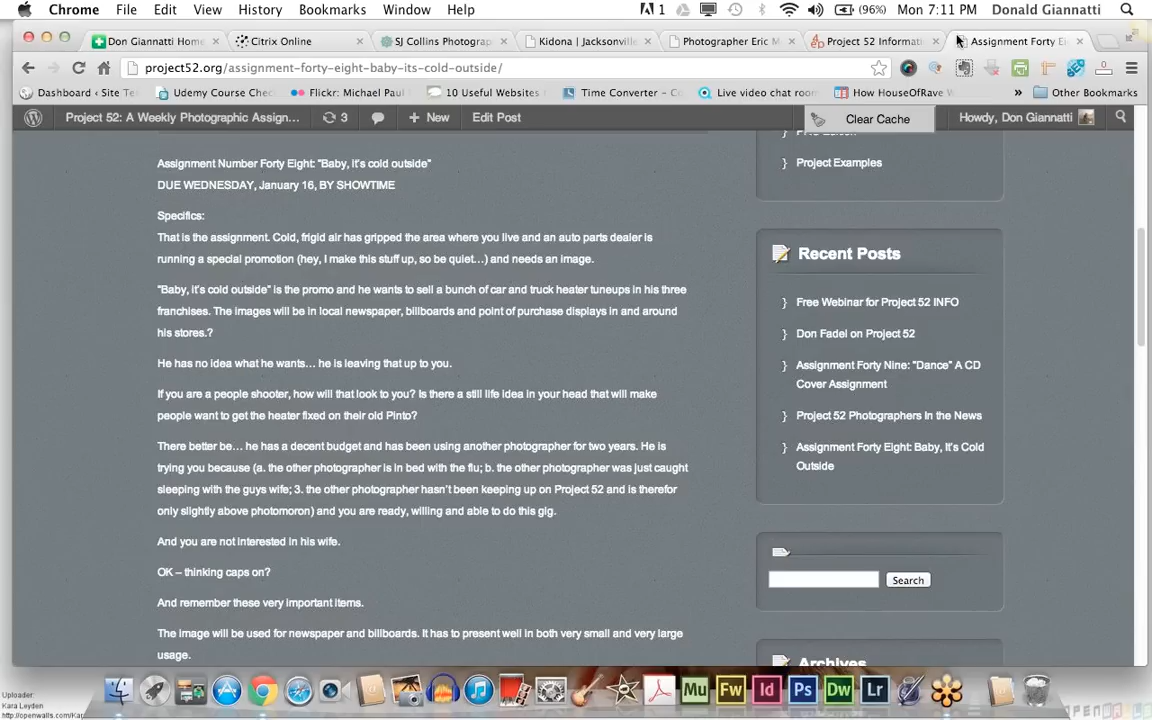 Chrome File Edit View History Bookmarks Window Help 1 (96%) Mon 7:11 PM Donald Giannatti
Don Giannatti Home Citrix Online SJ Collins Photograp Kidona | Jacksonville Photographer Eric M Project 52 Informati Assignment Forty Ei
project52.org/assignment-forty-eight-baby-its-cold-outside/
Dashboard ‹ Site Te Udemy Course Che Flickr: Michael Paul 10 Useful Websites Time Converter – C Live video chat room How HouseOfRave W » Other Bookmarks
Project 52: A Weekly Photographic Assign... 3 + New Edit Post Clear Cache Howdy, Don Giannatti
Assignment Number Forty Eight: "Baby, it's cold outside"
DUE WEDNESDAY, January 16, BY SHOWTIME
Specifics:
That is the assignment. Cold, frigid air has gripped the area where you live and an auto parts dealer is
running a special promotion (hey, I make this stuff up, so be quiet…) and needs an image.
"Baby, it's cold outside" is the promo and he wants to sell a bunch of car and truck heater tuneups in his three
franchises. The images will be in local newspaper, billboards and point of purchase displays in and around
his stores.?
He has no idea what he wants… he is leaving that up to you.
If you are a people shooter, how will that look to you? Is there a still life idea in your head that will make
people want to get the heater fixed on their old Pinto?
There better be… he has a decent budget and has been using another photographer for two years. He is
trying you because (a. the other photographer is in bed with the flu; b. the other photographer was just caught
sleeping with the guys wife; 3. the other photographer hasn't been keeping up on Project 52 and is therefor
only slightly above photomoron) and you are ready, willing and able to do this gig.
And you are not interested in his wife.
OK – thinking caps on?
And remember these very important items.
The image will be used for newspaper and billboards. It has to present well in both very small and very large
usage.
Project Examples
Recent Posts
Free Webinar for Project 52 INFO
Don Fadel on Project 52
Assignment Forty Nine: "Dance" A CD
Cover Assignment
Project 52 Photographers In the News
Assignment Forty Eight: Baby, It's Cold
Outside
Search
Archives
Mu Fw Id Ps Dw Lr
Uploader:
Kara Leyden
http://openwalls.com/Kar